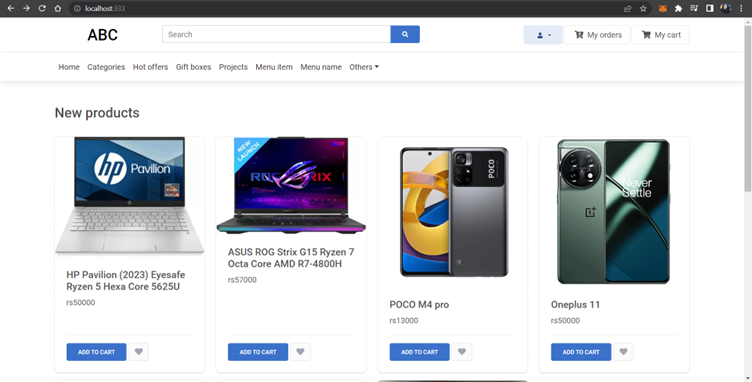 localhost:333
ABC
Search
My orders
My cart
Home Categories Hot offers Gift boxes Projects Menu item Menu name Others
New products
hp Pavilion
NEW LAUNCH
POCO
Never
Settle
HP Pavilion (2023) Eyesafe
Ryzen 5 Hexa Core 5625U
rs50000
ADD TO CART
ASUS ROG Strix G15 Ryzen 7
Octa Core AMD R7-4800H
rs57000
ADD TO CART
POCO M4 pro
rs13000
ADD TO CART
Oneplus 11
rs50000
ADD TO CART